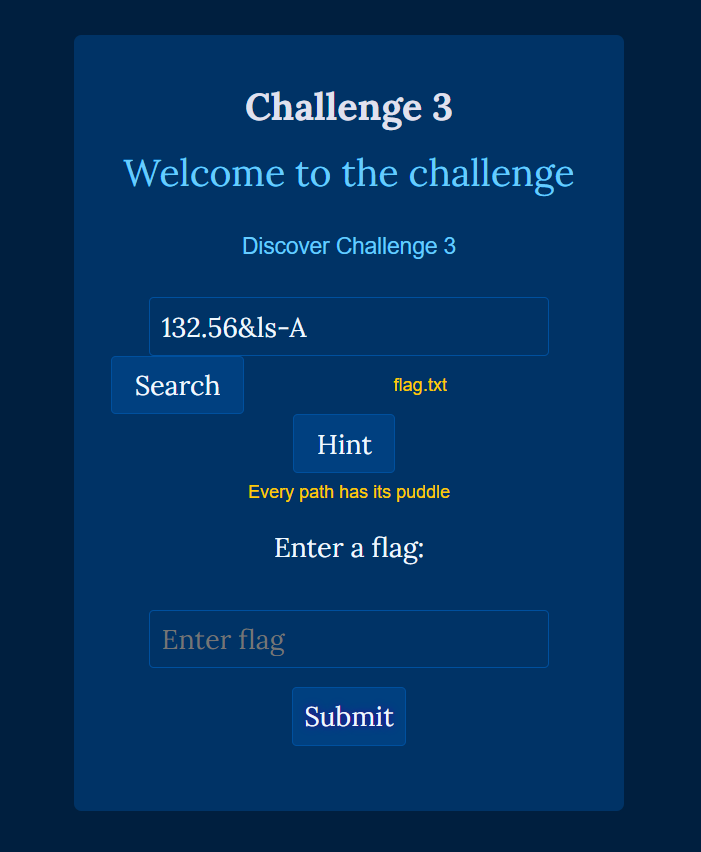 Challenge 3
Welcome to the challenge
Discover Challenge 3
132.56&ls-A
Search
flag.txt
Hint
Every path has its puddle
Enter a flag:
Enter flag
Submit